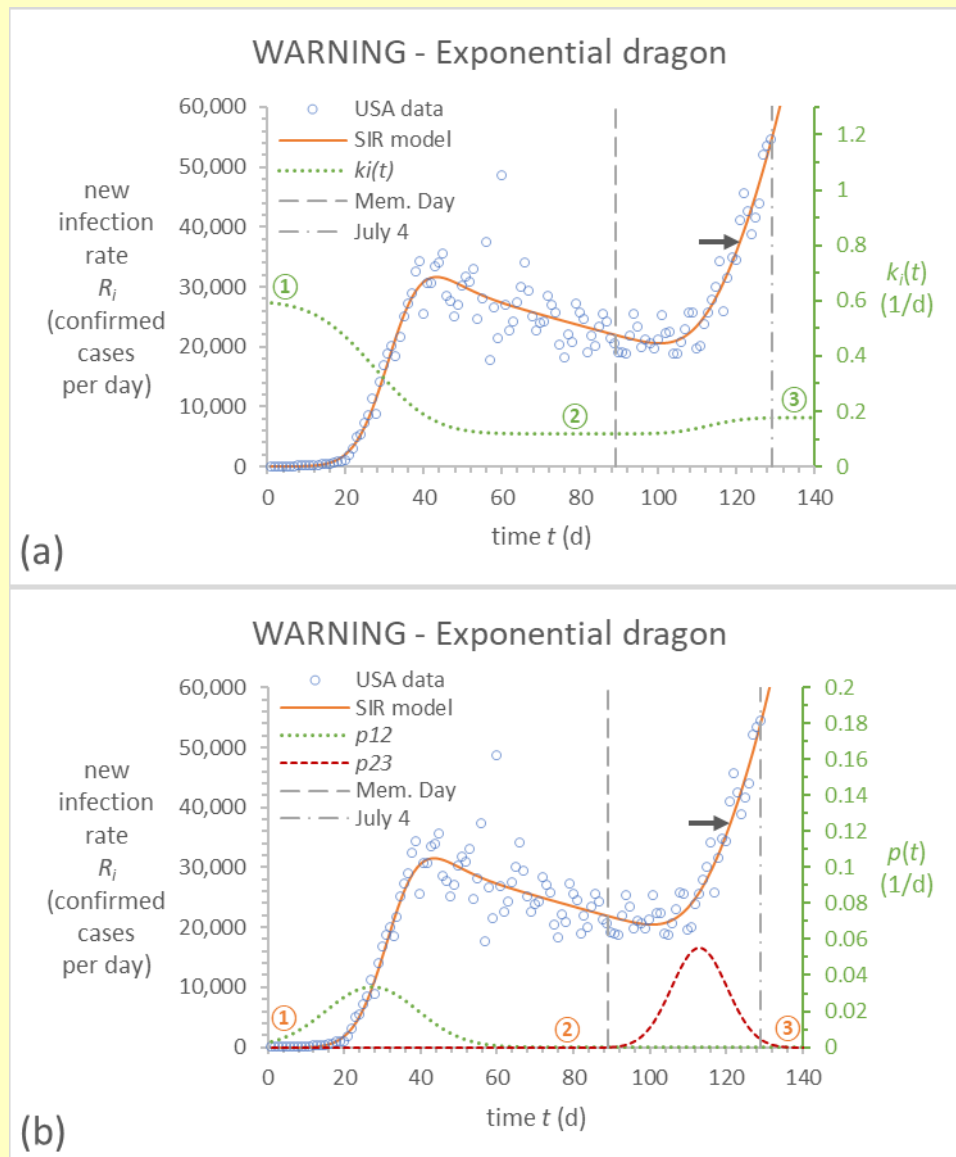 WARNING - Exponential dragon
60,000
50,000
40,000
30,000
20,000
10,000
0
new
infection
rate
Ri
(confirmed
cases
per day)
USA data
SIR model
ki(t)
Mem. Day
July 4
1
2
3
1.2
1
0.8
0.6
0.4
0.2
0
ki(t)
(1/d)
0 20 40 60 80 100 120 140
time t (d)
(a)
WARNING - Exponential dragon
60,000
50,000
40,000
30,000
20,000
10,000
0
new
infection
rate
Ri
(confirmed
cases
per day)
USA data
SIR model
p12
p23
Mem. Day
July 4
1
2
3
0.2
0.18
0.16
0.14
0.12
0.1
0.08
0.06
0.04
0.02
0
p(t)
(1/d)
0 20 40 60 80 100 120 140
time t (d)
(b)